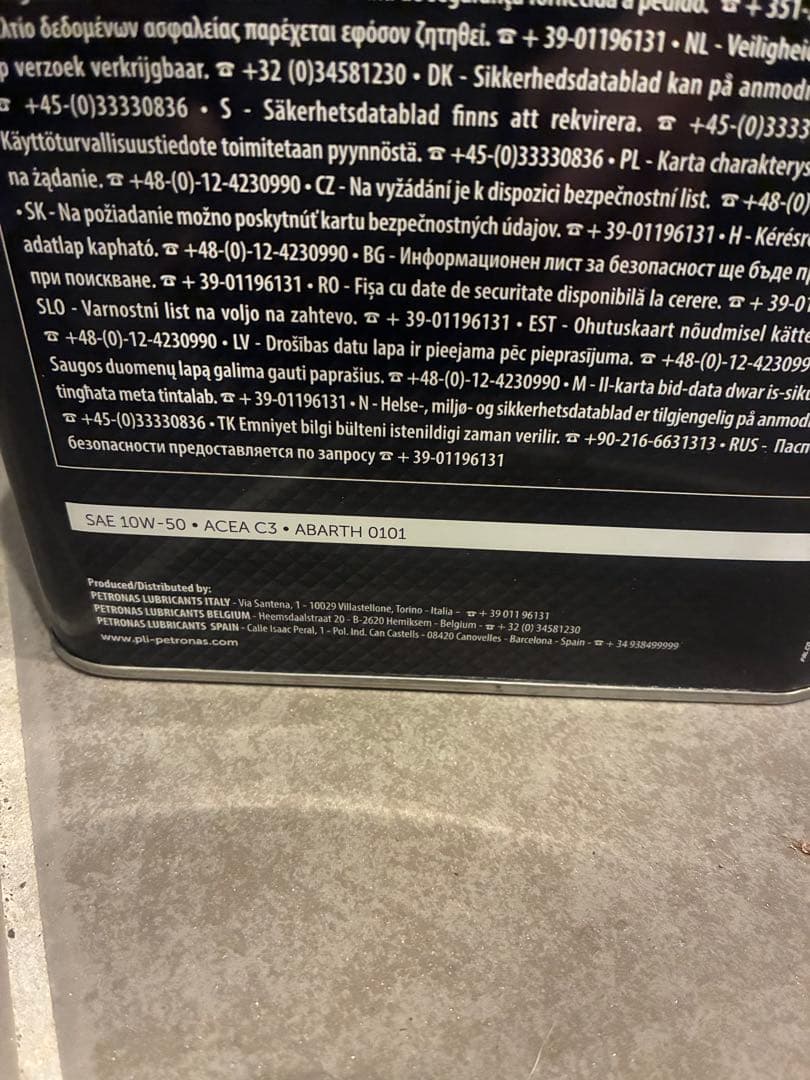 a pedido. ☎ +351
δεδομένων ασφαλείας παρέχεται εφόσον ζητηθεί. ☎ + 39-01196131 • NL -
verzoek verkrijgbaar. ☎ +32 (0)34581230 • DK - Sikkerhedsdatablad kan på
☎ +45-(0)33330836 • S - Säkerhetsdatablad finns att rekvirera. ☎ +45-(0)3333
Käyttöturvallisuustiedote toimitetaan pyynnöstä. ☎ +45-(0)33330836 • PL - Karta charakterys
na żądanie. ☎ +48-(0)-12-4230990 • CZ - Na vyžádání je k dispozici bezpečnostní list. ☎ +48-(0)
• SK - Na požiadanie možno poskytnúť kartu bezpečnostných údajov. ☎ + 39-01196131 • H - Kérésre
adatlap kapható. ☎ +48-(0)-12-4230990 • BG - Информационен лист за безопасност ще бъде
при поискване. ☎ + 39-01196131 • RO - Fişa cu date de securitate disponibilă la cerere. ☎ + 39-0
SLO - Varnostni list na voljo na zahtevo. ☎ + 39-01196131 • EST - Ohutuskaart nõudmisel kätte
☎ +48-(0)-12-4230990 • LV - Drošības datu lapa ir pieejama pēc pieprasījuma. ☎ +48-(0)-12-423099
Saugos duomenų lapą galima gauti paprašius. ☎ +48-(0)-12-4230990 • M - Il-karta bid-data dwar is-siku
tingħata meta tintalab. ☎ + 39-01196131 • N - Helse-, miljø- og sikkerhetsdatablad er tilgjengelig på anmod
☎ +45-(0)33330836 • TK Emniyet bilgi bülteni istenildigi zaman verilir. ☎ +90-216-6631313 • RUS - Пасп
безопасности предоставляется по запросу ☎ + 39-01196131
SAE 10W-50 • ACEA C3 • ABARTH 0101
Produced/Distributed by:
PETRONAS LUBRICANTS ITALY - Via Santena, 1 - 10029 Villastellone, Torino - Italia - ☎ + 39 011 96131
PETRONAS LUBRICANTS BELGIUM - Heemsdaalstraat 20 - B-2620 Hemiksem - Belgium - ☎ + 32 (0) 34581230
PETRONAS LUBRICANTS SPAIN - Calle Isaac Peral, 1 - Pol. Ind. Can Castells - 08420 Canovelles - Barcelona - Spain - ☎ + 34 938499999
www.pli-petronas.com